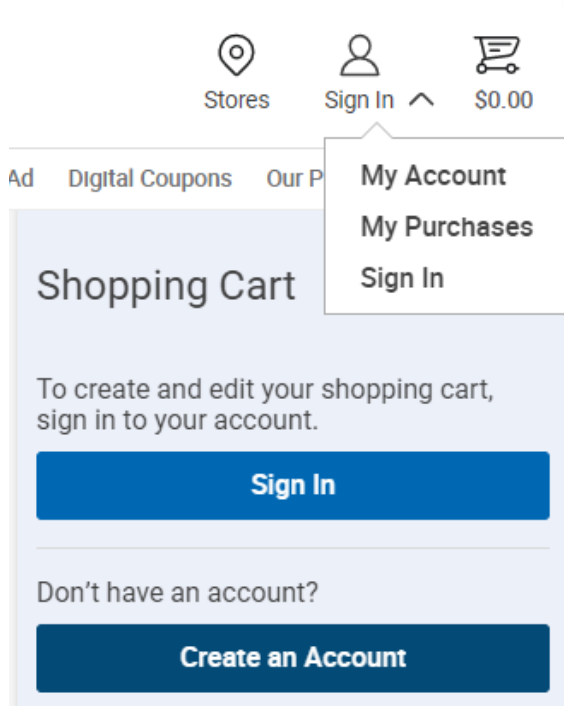 Stores
Sign In
$0.00
Ad
Digital Coupons
Our P
My Account
My Purchases
Sign In
Shopping Cart
To create and edit your shopping cart,
sign in to your account.
Sign In
Don't have an account?
Create an Account